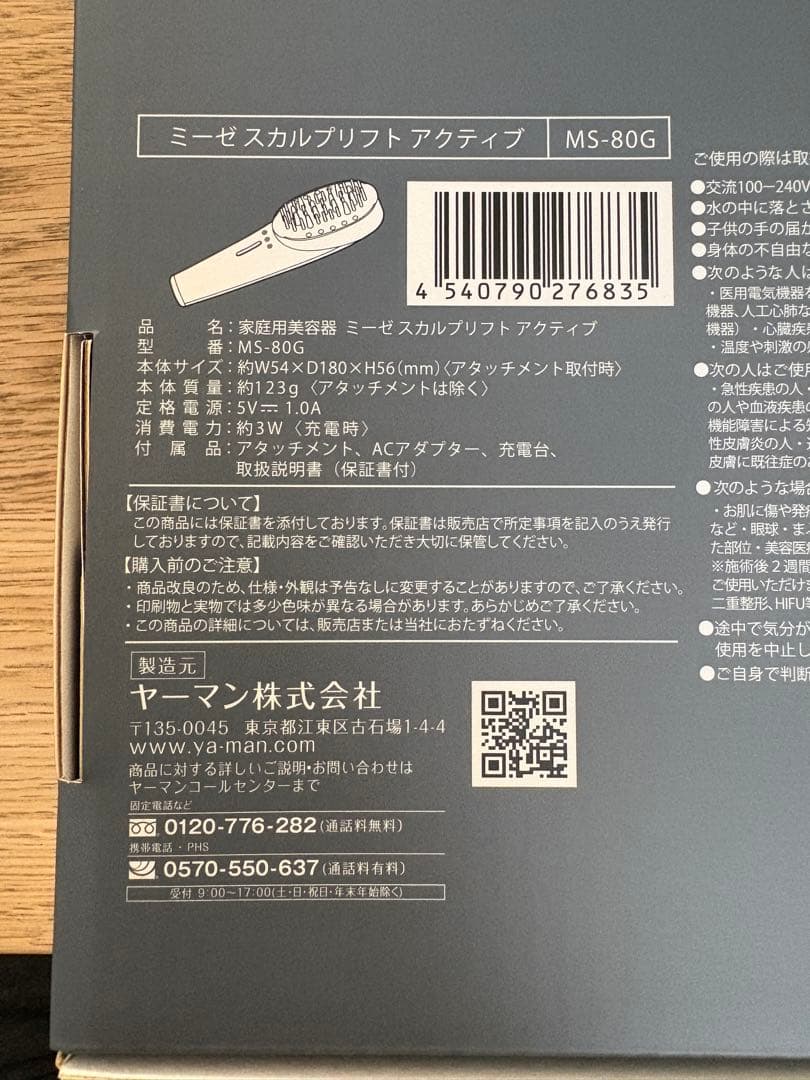 ミーゼ スカルプリフト アクティブ MS-80G
4 540790 276835
品名：家庭用美容器 ミーゼ スカルプリフト アクティブ
型番：MS-80G
本体サイズ：約W54×D180×H56(mm)〈アタッチメント取付時〉
本体質量：約123g〈アタッチメントは除く〉
定格電源：5V⎓ 1.0A
消費電力：約3W〈充電時〉
付属品：アタッチメント、ACアダプター、充電台、
取扱説明書（保証書付）
【保証書について】
この商品には保証書を添付しております。保証書は販売店で所定事項を記入のうえ発行
しておりますので、記載内容をご確認いただき大切に保管してください。
【購入前のご注意】
・商品改良のため、仕様・外観は予告なしに変更することがありますので、ご了承ください。
・印刷物と実物では多少色味が異なる場合があります。あらかじめご了承ください。
・この商品の詳細については、販売店または当社におたずねください。
製造元
ヤーマン株式会社
〒135-0045 東京都江東区古石場1-4-4
www.ya-man.com
商品に対する詳しいご説明・お問い合わせは
ヤーマンコールセンターまで
固定電話など
0120-776-282(通話料無料)
携帯電話・PHS
0570-550-637(通話料有料)
受付 9:00〜17:00(土・日・祝日・年末年始除く)
ご使用の際は取
●交流100-240V
●水の中に落とさ
●子供の手の届か
●身体の不自由な
●次のような人は
・医用電気機器を
機器、人工心肺な
機器）・心臓疾患
・温度や刺激の感
●次の人はご使用
・急性疾患の人・
の人や血液疾患の
機能障害による知
性皮膚炎の人・
皮膚に既往症のあ
●次のような場合
・お肌に傷や発疹
など・眼球・まぶ
た部位・美容医療
※施術後２週間
ご使用いただけま
二重整形、HIFU等
●途中で気分が
使用を中止し
●ご自身で判断